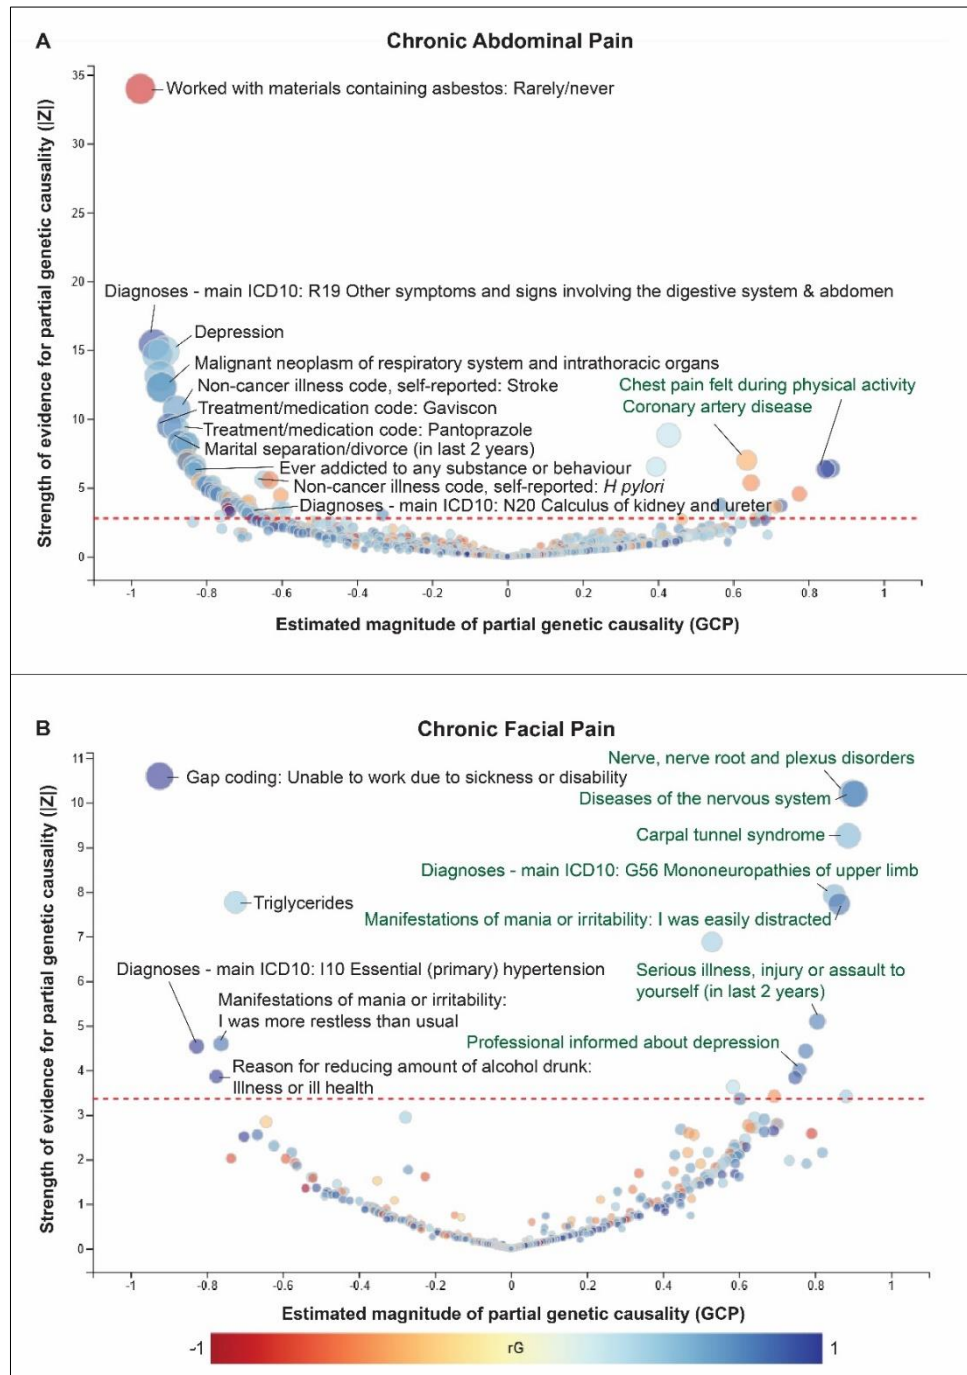 A
Chronic Abdominal Pain
Strength of evidence for partial genetic causality (|Z|)
35
30
25
20
15
10
5
0
Worked with materials containing asbestos: Rarely/never
Diagnoses - main ICD10: R19 Other symptoms and signs involving the digestive system & abdomen
Depression
Malignant neoplasm of respiratory system and intrathoracic organs
Non-cancer illness code, self-reported: Stroke
Treatment/medication code: Gaviscon
Treatment/medication code: Pantoprazole
Marital separation/divorce (in last 2 years)
Ever addicted to any substance or behaviour
Non-cancer illness code, self-reported: H pylori
Diagnoses - main ICD10: N20 Calculus of kidney and ureter
Chest pain felt during physical activity
Coronary artery disease
-1 -0.8 -0.6 -0.4 -0.2 0 0.2 0.4 0.6 0.8 1
Estimated magnitude of partial genetic causality (GCP)
B
Chronic Facial Pain
Strength of evidence for partial genetic causality (|Z|)
11
10
9
8
7
6
5
4
3
2
1
0
Gap coding: Unable to work due to sickness or disability
Triglycerides
Diagnoses - main ICD10: I10 Essential (primary) hypertension
Manifestations of mania or irritability:
I was more restless than usual
Reason for reducing amount of alcohol drunk:
Illness or ill health
Nerve, nerve root and plexus disorders
Diseases of the nervous system
Carpal tunnel syndrome
Diagnoses - main ICD10: G56 Mononeuropathies of upper limb
Manifestations of mania or irritability: I was easily distracted
Serious illness, injury or assault to
yourself (in last 2 years)
Professional informed about depression
-1 -0.8 -0.6 -0.4 -0.2 0 0.2 0.4 0.6 0.8 1
Estimated magnitude of partial genetic causality (GCP)
-1 rG 1